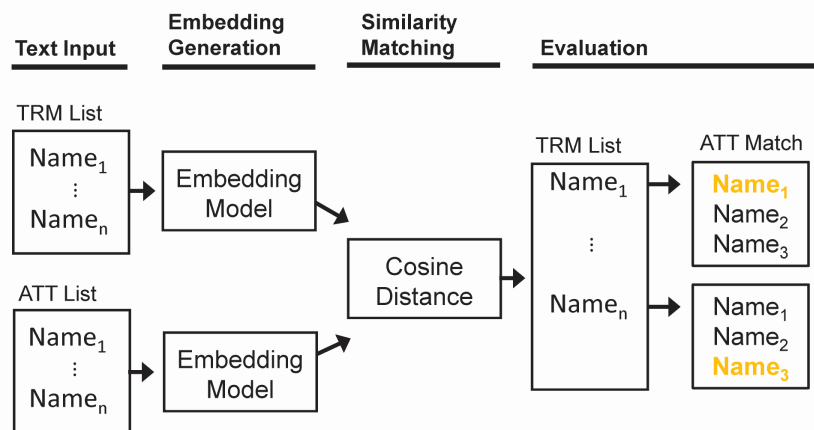 Text Input
Embedding
Generation
Similarity
Matching
Evaluation
TRM List
Name₁
⋮
Nameₙ
Embedding
Model
ATT List
Name₁
⋮
Nameₙ
Embedding
Model
Cosine
Distance
TRM List
Name₁
⋮
Nameₙ
ATT Match
Name₁
Name₂
Name₃
Name₁
Name₂
Name₃